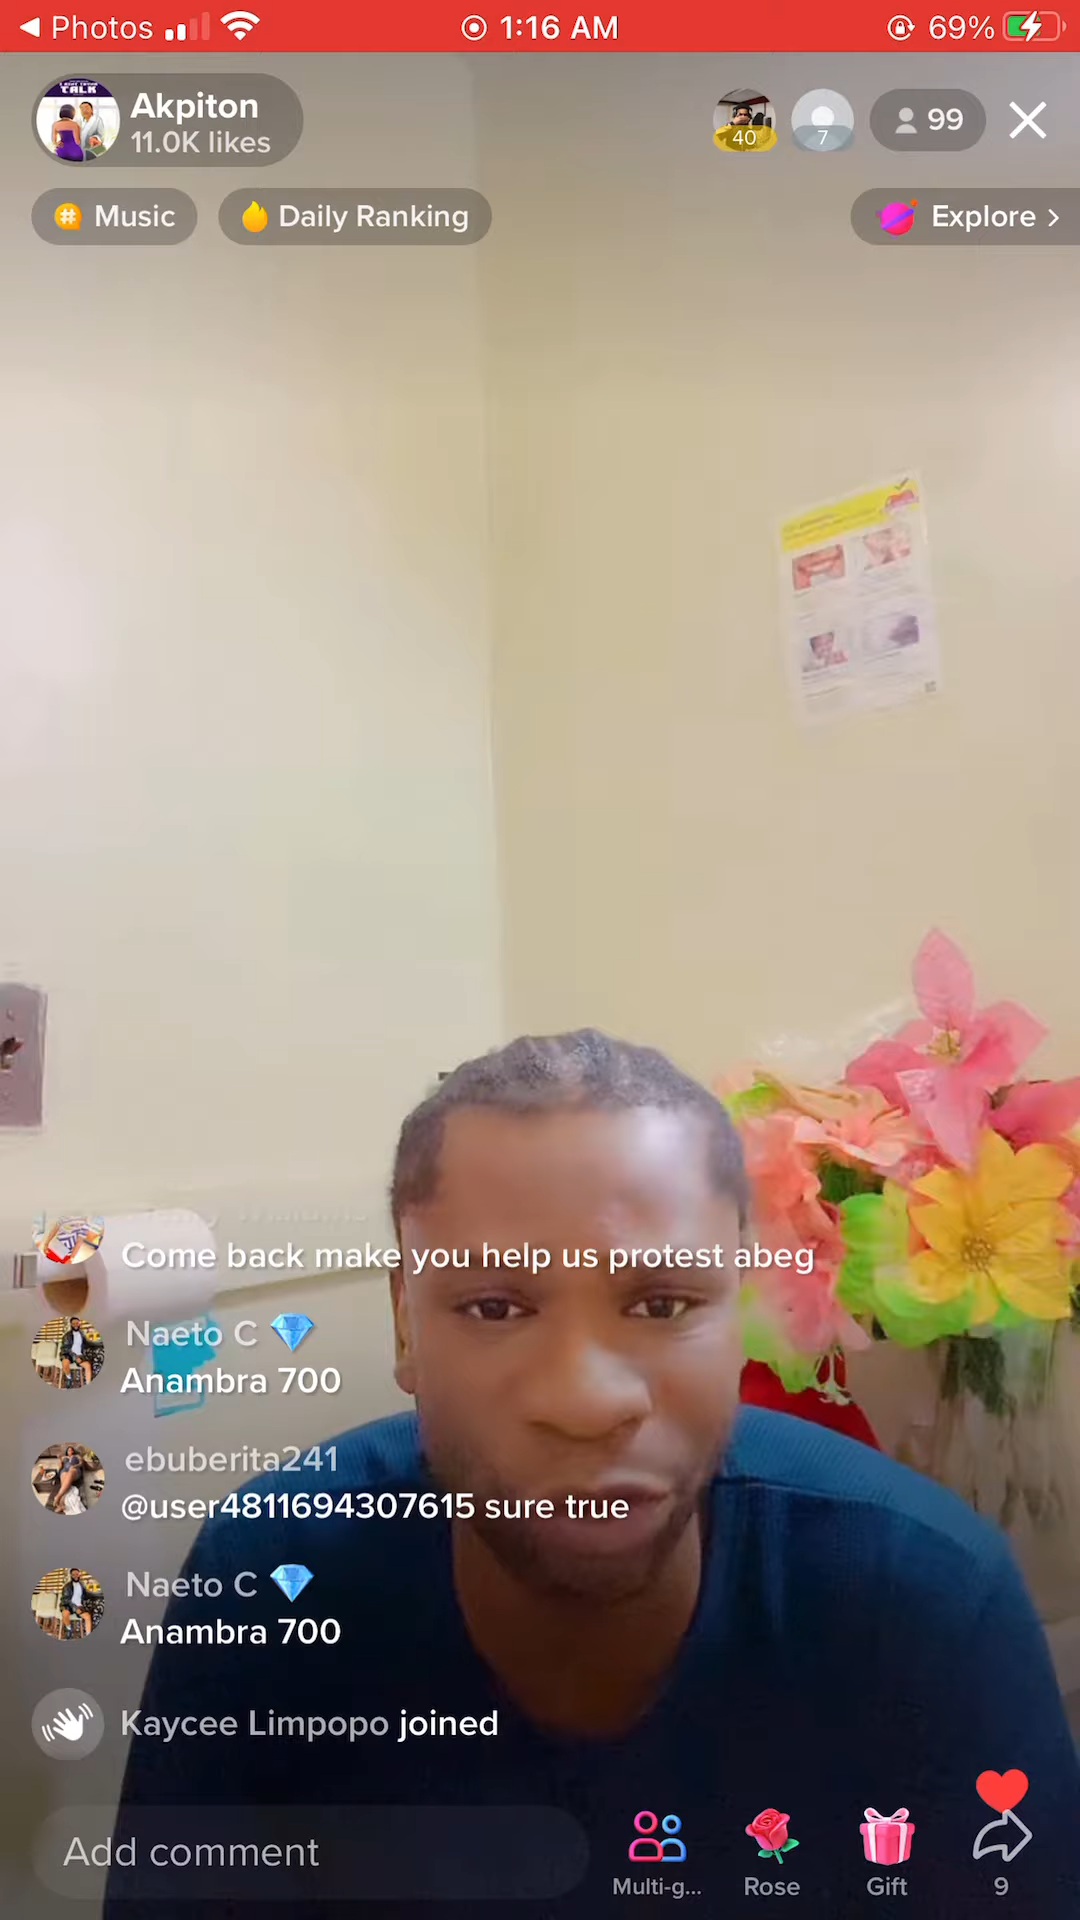 Photos
1:16 AM
69%
TALK
Akpiton
11.0K likes
40
7
99
Music
Daily Ranking
Explore
Come back make you help us protest abeg
Naeto C
Anambra 700
ebuberita241
@user4811694307615 sure true
Naeto C
Anambra 700
Kaycee Limpopo joined
Add comment
Multi-g...
Rose
Gift
9